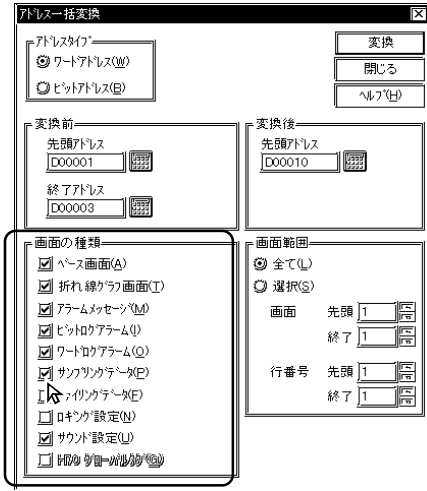 アドレス一括変換
アドレスタイプ
ワードアドレス(W)
ビットアドレス(B)
変換
閉じる
ヘルプ(H)
変換前
先頭アドレス
D00001
終了アドレス
D00003
変換後
先頭アドレス
D00010
画面の種類
ベース画面(A)
折れ線グラフ画面(T)
アラームメッセージ(M)
ビットログアラーム(I)
ワードログアラーム(O)
サンプリングデータ(P)
ァイリングデータ(F)
ロギング設定(N)
サウンド設定(U)
グローバル (G)
画面範囲
全て(L)
選択(S)
画面 先頭 1
終了 1
行番号 先頭 1
終了 1